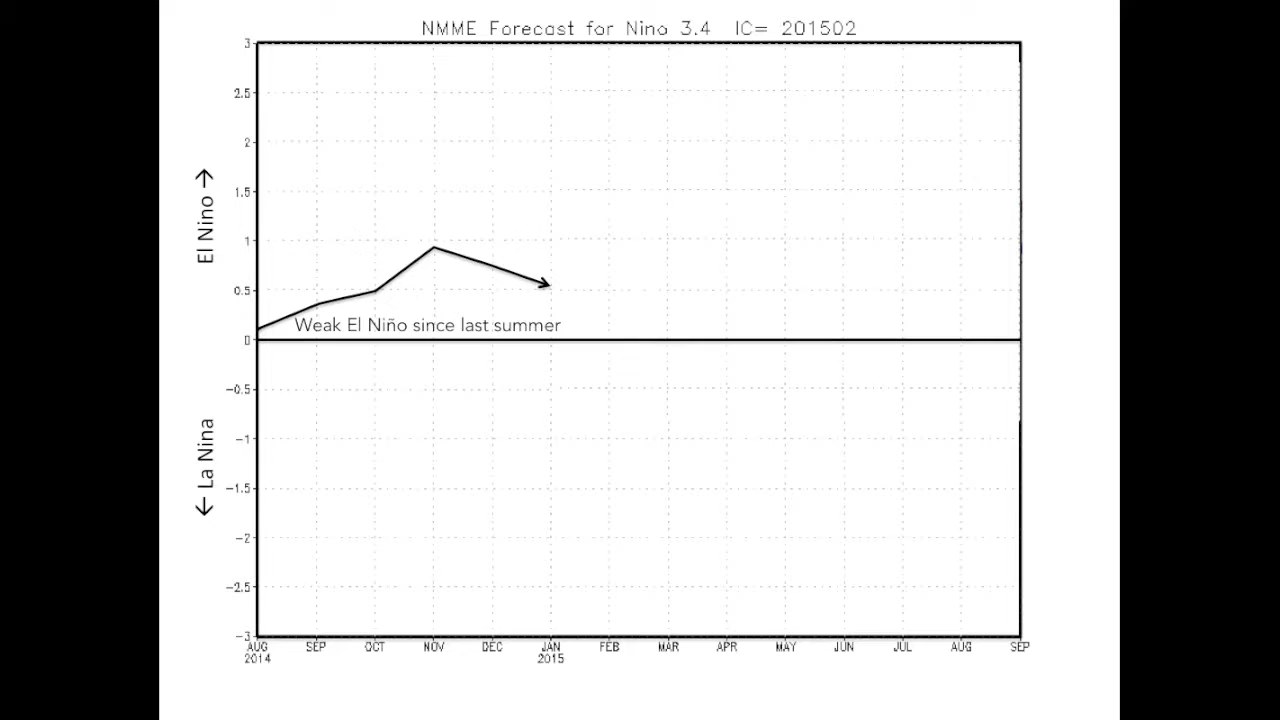 NMME Forecast for Nino 3.4 IC= 201502
3
2.5
2
1.5
1
0.5
0
−0.5
−1
−1.5
−2
−2.5
−3
El Nino →
← La Nina
Weak El Niño since last summer
AUG SEP OCT NOV DEC JAN FEB MAR APR MAY JUN JUL AUG SEP
2014 2015